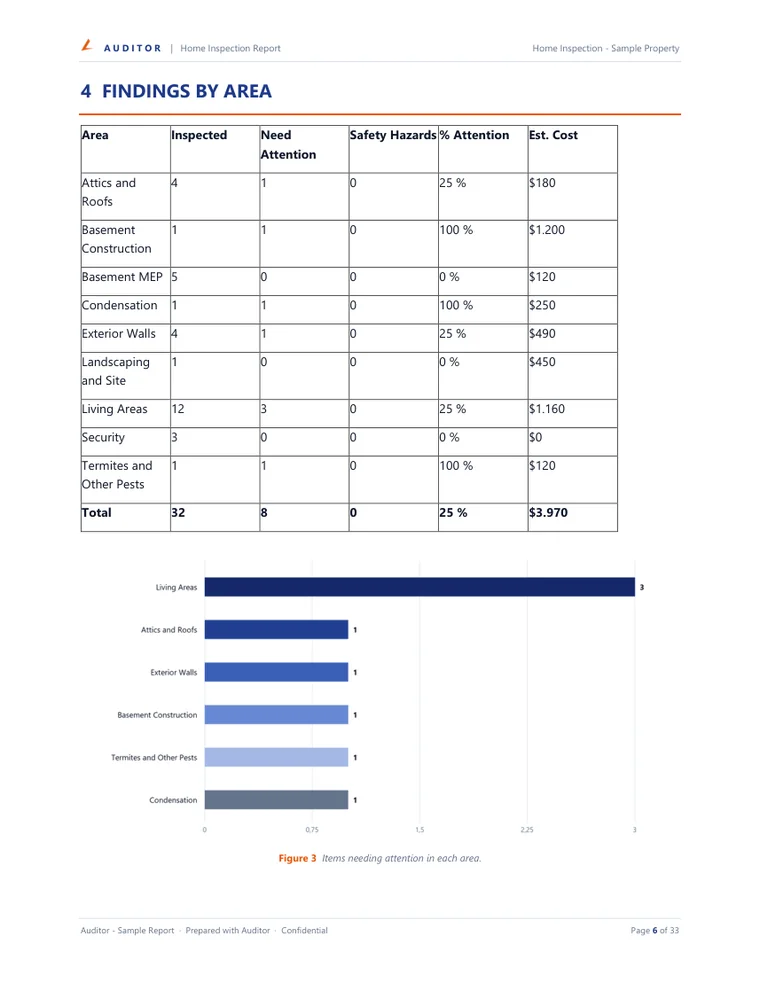 AUDITOR | Home Inspection Report Home Inspection - Sample Property
4 FINDINGS BY AREA
Area Inspected Need Attention Safety Hazards % Attention Est. Cost
Attics and Roofs 4 1 0 25 % $180
Basement Construction 1 1 0 100 % $1.200
Basement MEP 5 0 0 0 % $120
Condensation 1 1 0 100 % $250
Exterior Walls 4 1 0 25 % $490
Landscaping and Site 1 0 0 0 % $450
Living Areas 12 3 0 25 % $1.160
Security 3 0 0 0 % $0
Termites and Other Pests 1 1 0 100 % $120
Total 32 8 0 25 % $3.970
Living Areas 3
Attics and Roofs 1
Exterior Walls 1
Basement Construction 1
Termites and Other Pests 1
Condensation 1
0 0,75 1,5 2,25 3
Figure 3 Items needing attention in each area.
Auditor - Sample Report · Prepared with Auditor · Confidential Page 6 of 33